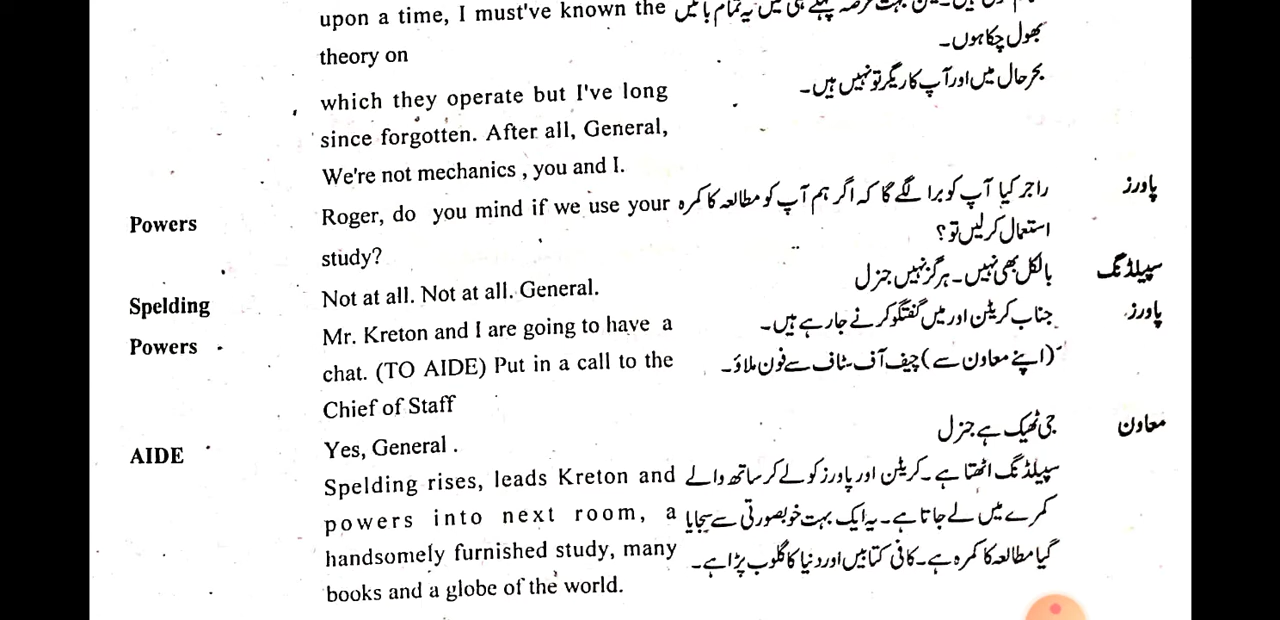 upon a time, I must've known the
theory on
which they operate but I've long
since forgotten. After all, General,
We're not mechanics , you and I.
بھول چکا ہوں۔
بحرحال میں اور آپ کاریگر تو نہیں ہیں۔
Powers
Roger, do you mind if we use your
study?
راجر کیا آپ کو برا لگے گا کہ اگر ہم آپ کو مطالعہ کا کمرہ
استعمال کر لیں تو؟
پاورز
Spelding
Not at all. Not at all. General.
بالکل بھی نہیں۔ ہرگز نہیں جنرل
سپیلڈنگ
Powers
Mr. Kreton and I are going to have a
chat. (TO AIDE) Put in a call to the
Chief of Staff
جناب کریٹن اور میں گفتگو کرنے جا رہے ہیں۔
(اپنے معاون سے) چیف آف سٹاف سے فون ملاؤ۔
پاورز
AIDE
Yes, General .
جی ٹھیک ہے جنرل
معاون
Spelding rises, leads Kreton and
powers into next room, a
handsomely furnished study, many
books and a globe of the world.
سپیلڈنگ اٹھتا ہے۔ کریٹن اور پاورز کو لے کر ساتھ والے
کمرے میں لے جاتا ہے۔ یہ ایک بہت خوبصورتی سے سجایا
گیا مطالعہ کا کمرہ ہے۔ کافی کتابیں اور دنیا کا گلوب پڑا ہے۔